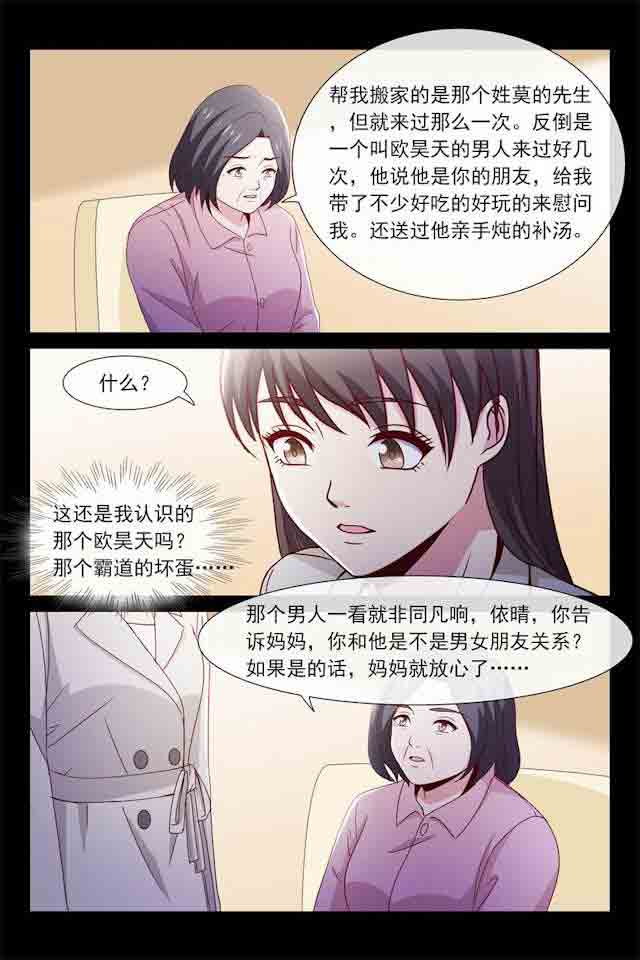 帮我搬家的是那个姓莫的先生
，但就来过那么一次。反倒是
一个叫欧昊天的男人来过好几
次，他说他是你的朋友，给我
带了不少好吃的好玩的来慰问
我。还送过他亲手炖的补汤。
什么？
这还是我认识的
那个欧昊天吗？
那个霸道的坏蛋……
那个男人一看就非同凡响，依晴，你告
诉妈妈，你和他是不是男女朋友关系？
如果是的话，妈妈就放心了……